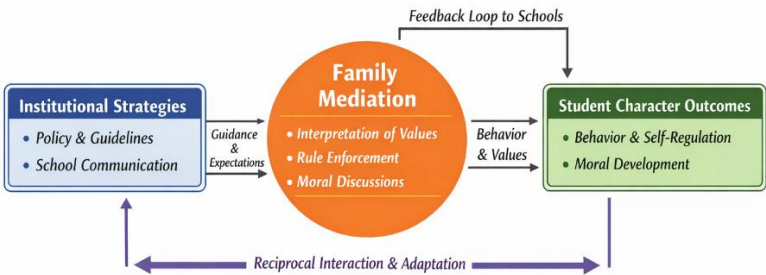 Feedback Loop to Schools
Institutional Strategies
• Policy & Guidelines
• School Communication
Guidance
&
Expectations
Family
Mediation
• Interpretation of Values
• Rule Enforcement
• Moral Discussions
Behavior
& Values
Student Character Outcomes
• Behavior & Self-Regulation
• Moral Development
Reciprocal Interaction & Adaptation